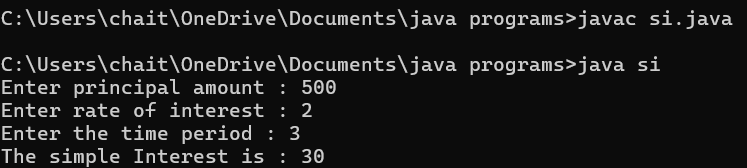 C:\Users\chait\OneDrive\Documents\java programs>javac si.java
C:\Users\chait\OneDrive\Documents\java programs>java si
Enter principal amount : 500
Enter rate of interest : 2
Enter the time period : 3
The simple Interest is : 30